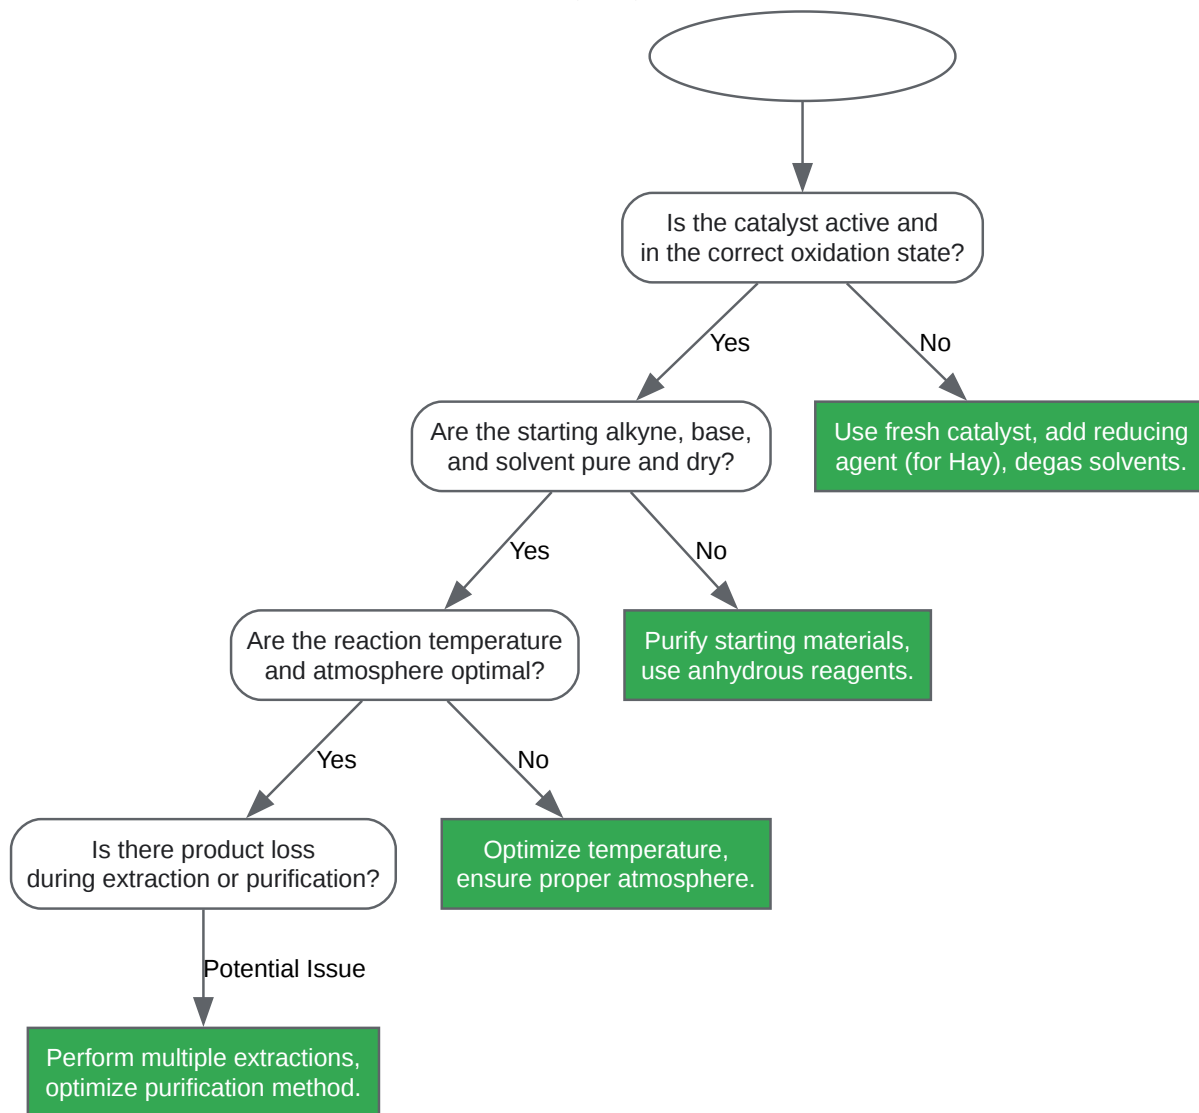 Is the catalyst active and
in the correct oxidation state?
Yes
No
Are the starting alkyne, base,
and solvent pure and dry?
Use fresh catalyst, add reducing
agent (for Hay), degas solvents.
Yes
No
Are the reaction temperature
and atmosphere optimal?
Purify starting materials,
use anhydrous reagents.
Yes
No
Is there product loss
during extraction or purification?
Optimize temperature,
ensure proper atmosphere.
Potential Issue
Perform multiple extractions,
optimize purification method.